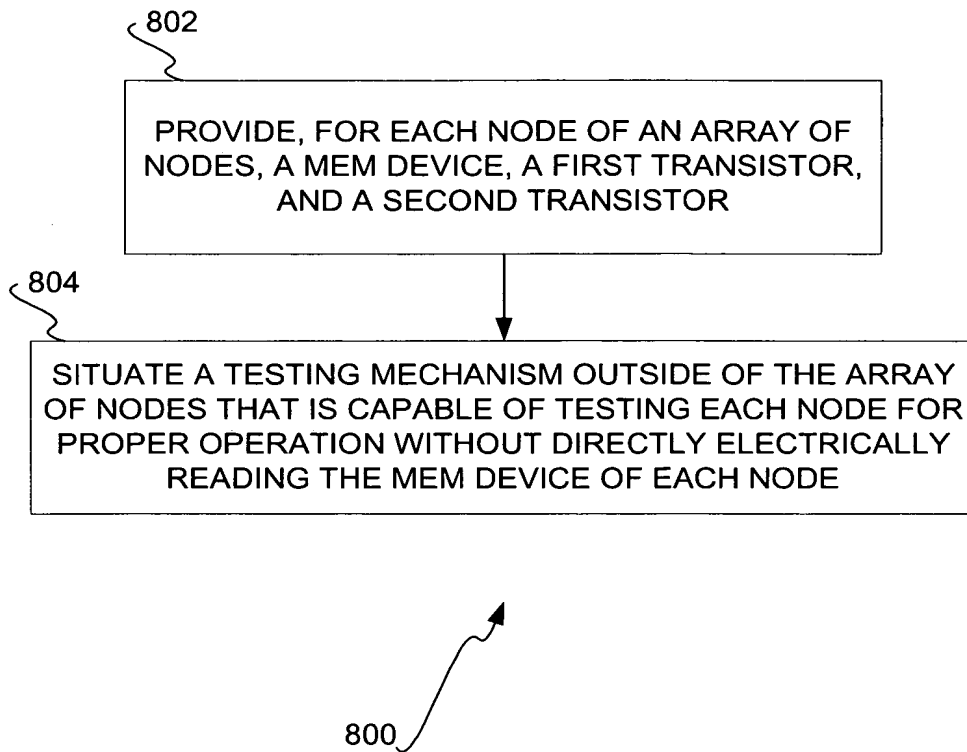 802
PROVIDE, FOR EACH NODE OF AN ARRAY OF
NODES, A MEM DEVICE, A FIRST TRANSISTOR,
AND A SECOND TRANSISTOR
804
SITUATE A TESTING MECHANISM OUTSIDE OF THE ARRAY
OF NODES THAT IS CAPABLE OF TESTING EACH NODE FOR
PROPER OPERATION WITHOUT DIRECTLY ELECTRICALLY
READING THE MEM DEVICE OF EACH NODE
800